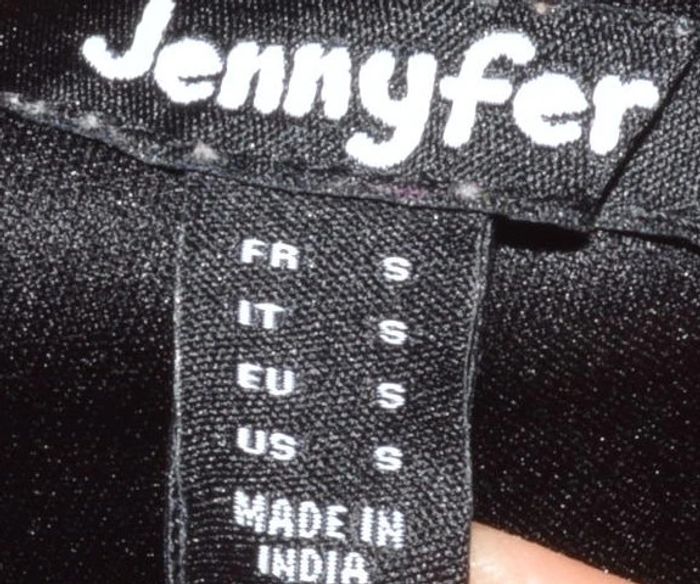 Jennyfer
FR S
IT S
EU S
US S
MADE IN
INDIA